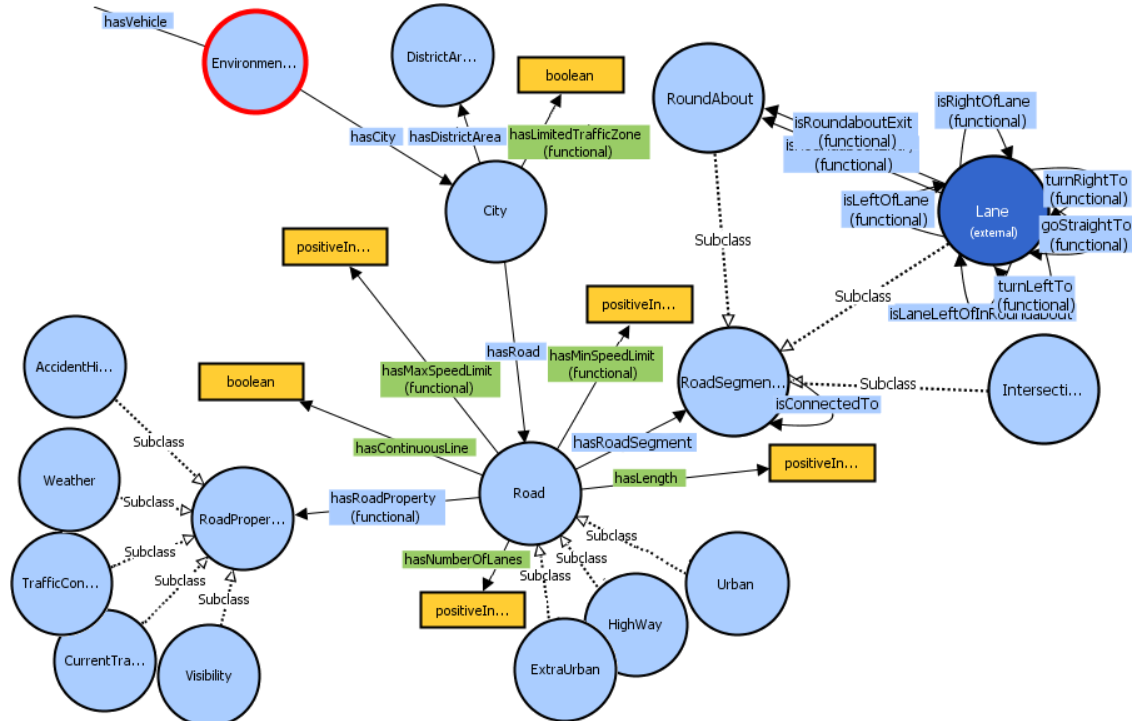 hasVehicle
Environmen...
DistrictAr...
boolean
RoundAbout
isRightOfLane
(functional)
isRoundaboutExit
(functional)
(functional)
hasCity
hasDistrictArea
hasLimitedTrafficZone
(functional)
turnRightTo
(functional)
isLeftOfLane
(functional)
Lane
(external)
goStraightTo
(functional)
City
Subclass
positiveIn...
turnLeftTo
(functional)
Subclass
isLaneLeftOfInRoundabout
positiveIn...
hasRoad
hasMinSpeedLimit
(functional)
AccidentHi...
hasMaxSpeedLimit
(functional)
boolean
RoadSegmen...
Subclass
Intersecti...
isConnectedTo
hasContinuousLine
hasRoadSegment
Subclass
positiveIn...
hasLength
Weather
Subclass
hasRoadProperty
(functional)
Road
RoadProper...
Subclass
hasNumberOfLanes
Subclass
Subclass
TrafficCon...
Subclass
Subclass
Urban
positiveIn...
HighWay
CurrentTra...
Visibility
ExtraUrban